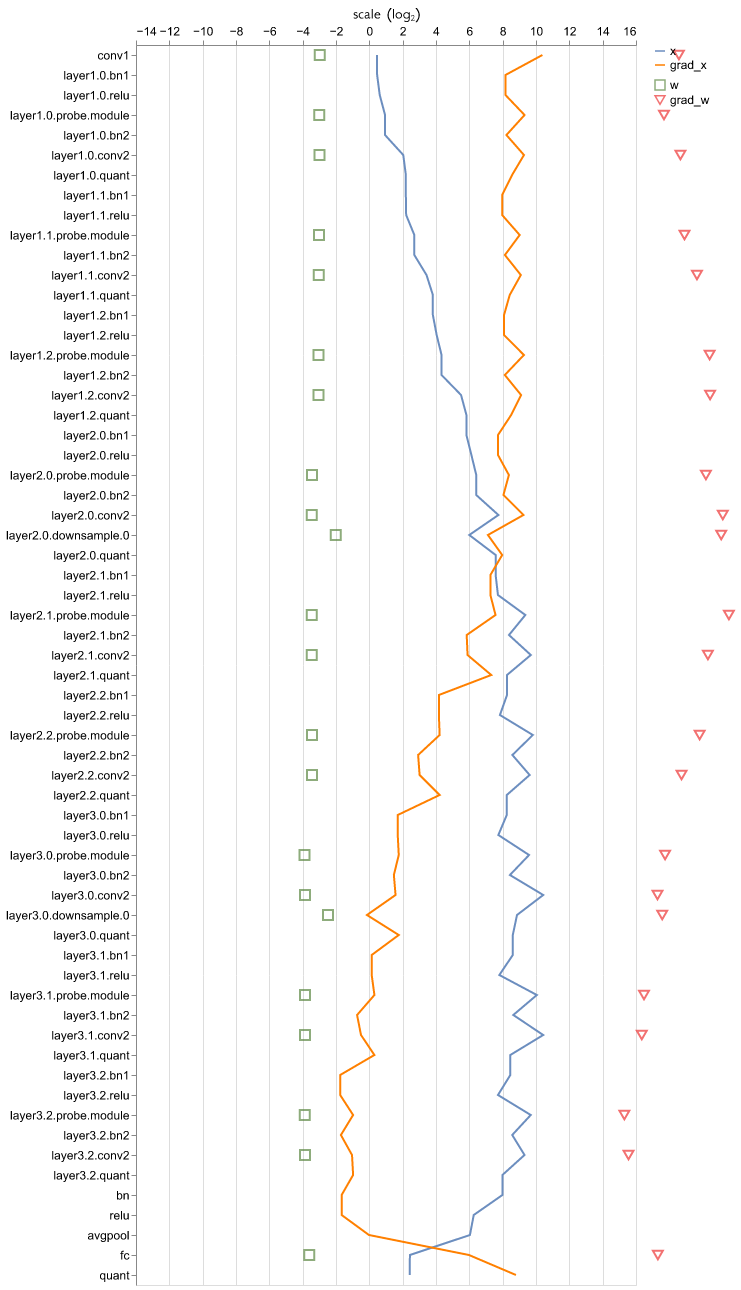 scale (log₂)
−14 −12 −10 −8 −6 −4 −2 0 2 4 6 8 10 12 14 16
conv1
layer1.0.bn1
layer1.0.relu
layer1.0.probe.module
layer1.0.bn2
layer1.0.conv2
layer1.0.quant
layer1.1.bn1
layer1.1.relu
layer1.1.probe.module
layer1.1.bn2
layer1.1.conv2
layer1.1.quant
layer1.2.bn1
layer1.2.relu
layer1.2.probe.module
layer1.2.bn2
layer1.2.conv2
layer1.2.quant
layer2.0.bn1
layer2.0.relu
layer2.0.probe.module
layer2.0.bn2
layer2.0.conv2
layer2.0.downsample.0
layer2.0.quant
layer2.1.bn1
layer2.1.relu
layer2.1.probe.module
layer2.1.bn2
layer2.1.conv2
layer2.1.quant
layer2.2.bn1
layer2.2.relu
layer2.2.probe.module
layer2.2.bn2
layer2.2.conv2
layer2.2.quant
layer3.0.bn1
layer3.0.relu
layer3.0.probe.module
layer3.0.bn2
layer3.0.conv2
layer3.0.downsample.0
layer3.0.quant
layer3.1.bn1
layer3.1.relu
layer3.1.probe.module
layer3.1.bn2
layer3.1.conv2
layer3.1.quant
layer3.2.bn1
layer3.2.relu
layer3.2.probe.module
layer3.2.bn2
layer3.2.conv2
layer3.2.quant
bn
relu
avgpool
fc
quant
x
grad_x
w
grad_w